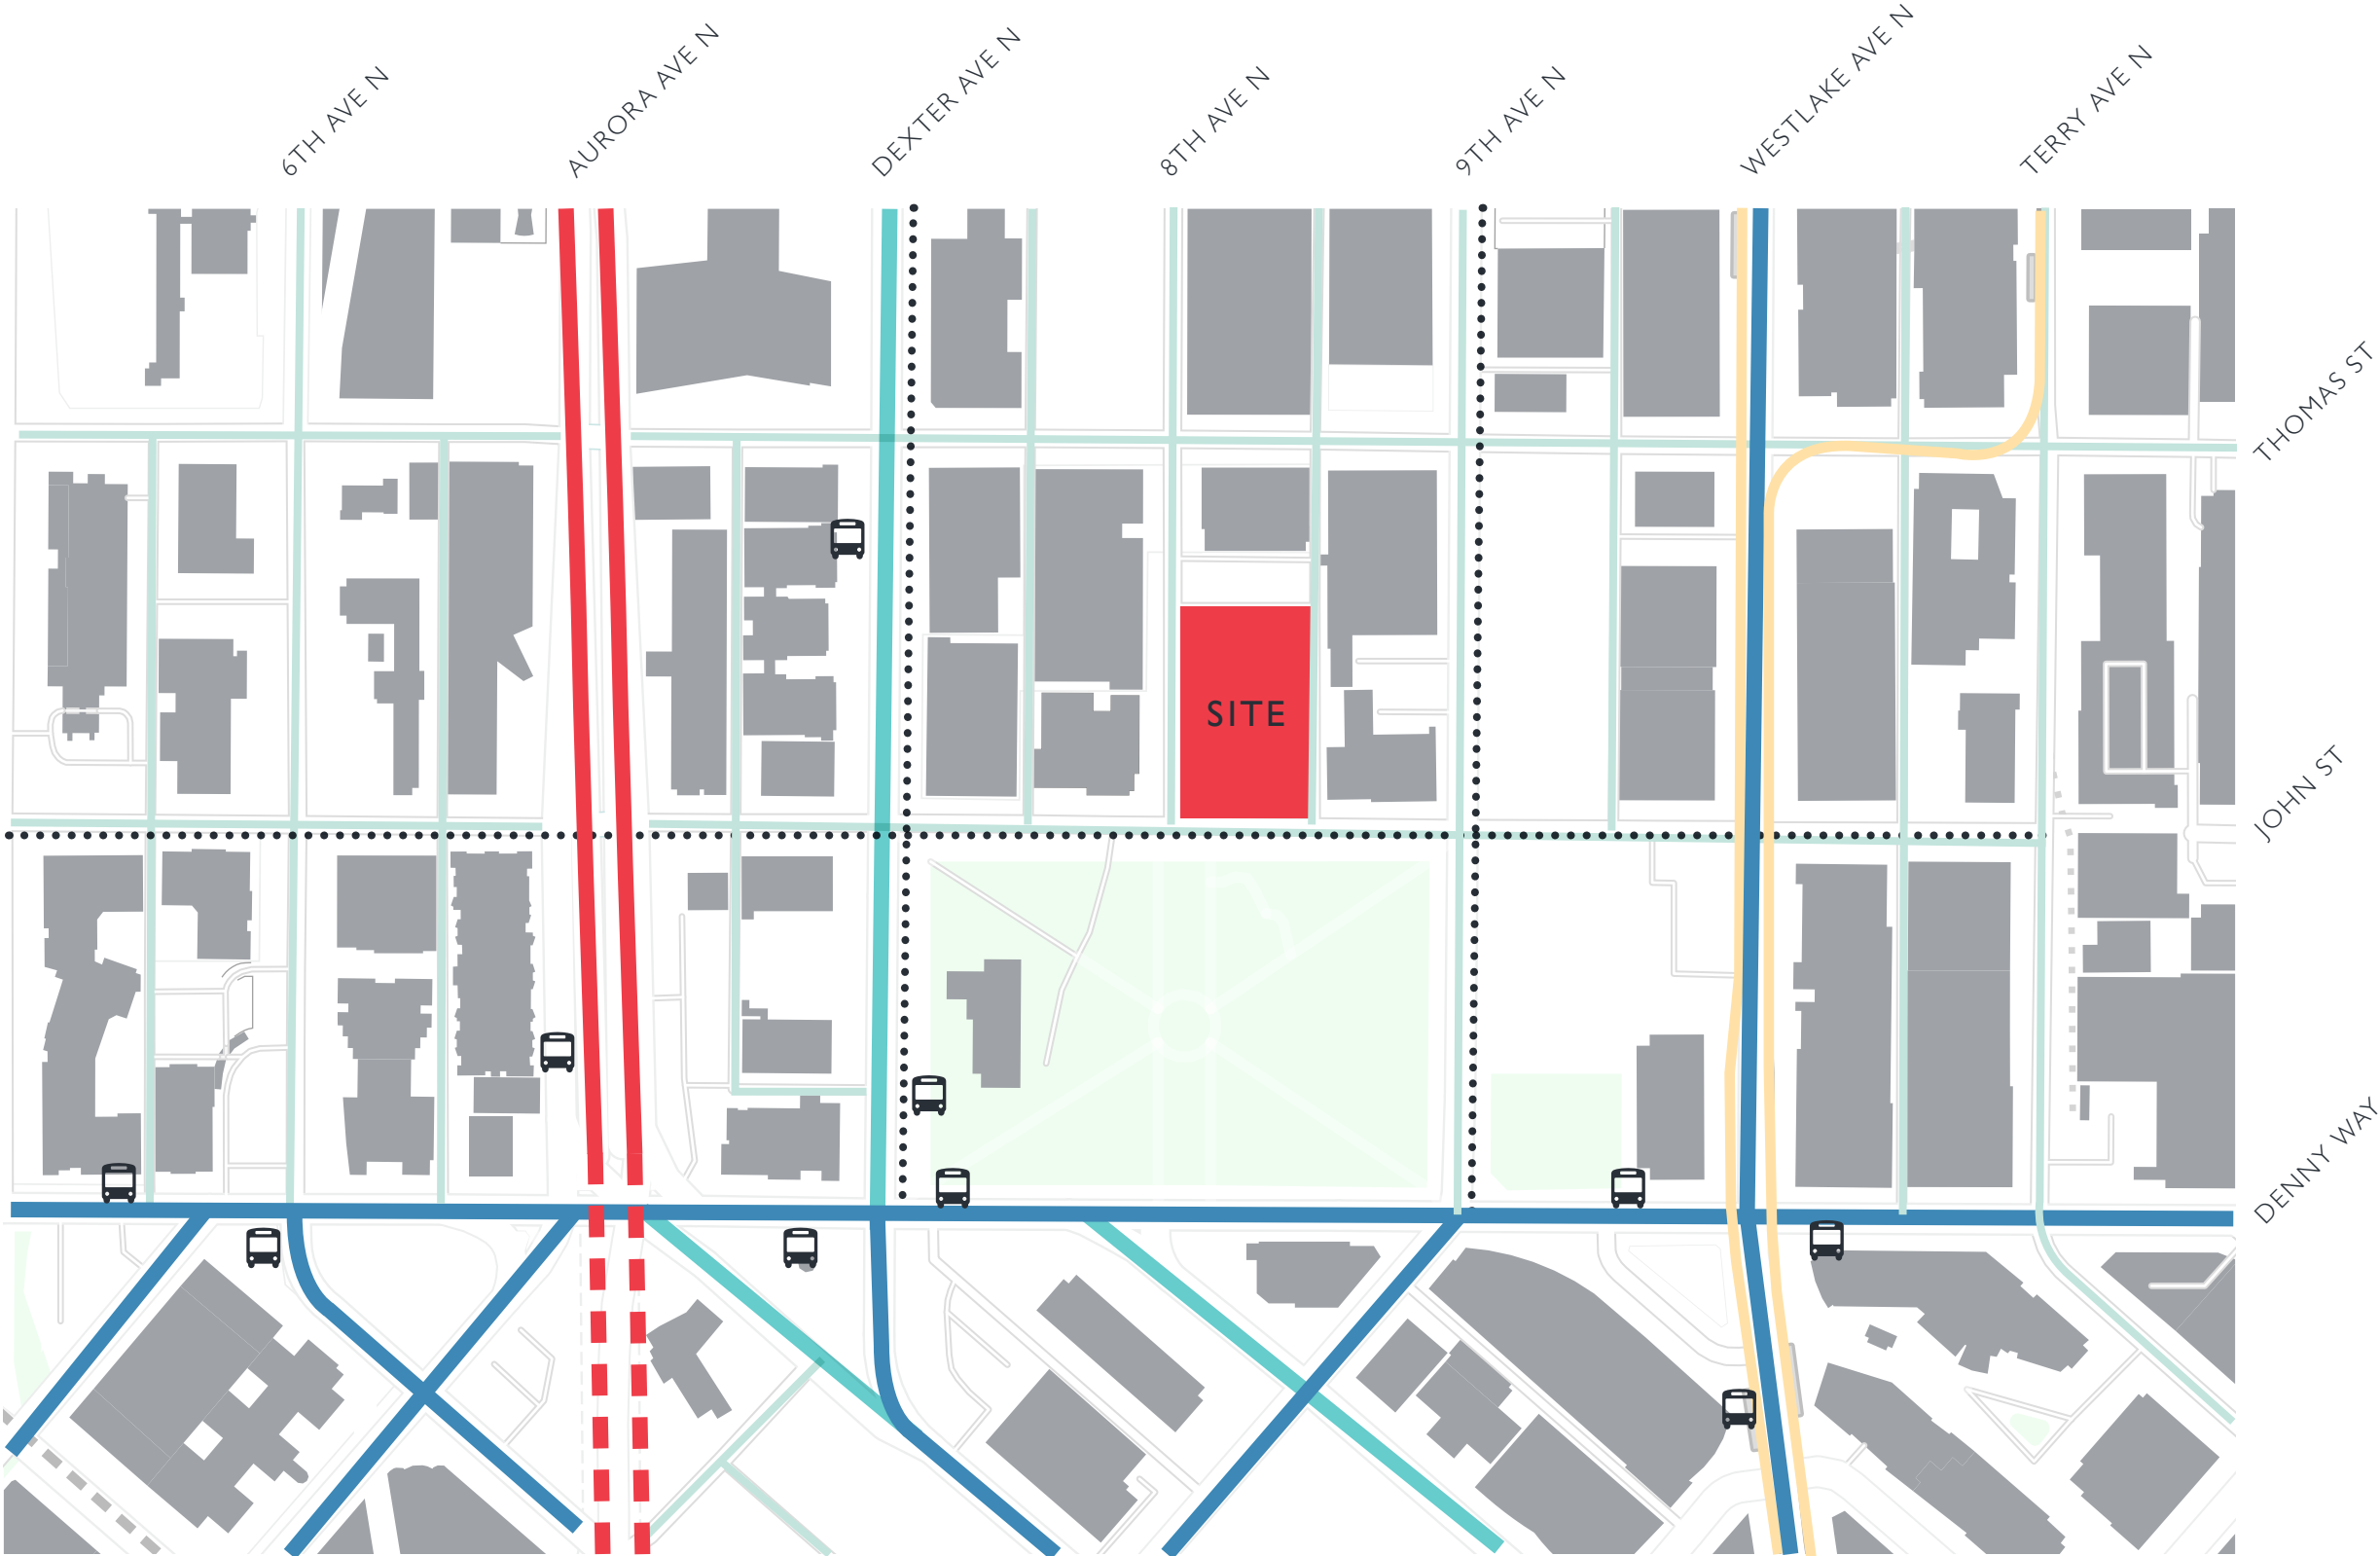 6TH AVE N
AURORA AVE N
DEXTER AVE N
8TH AVE N
9TH AVE N
WESTLAKE AVE N
TERRY AVE N
THOMAS ST
SITE
JOHN ST
DENNY WAY